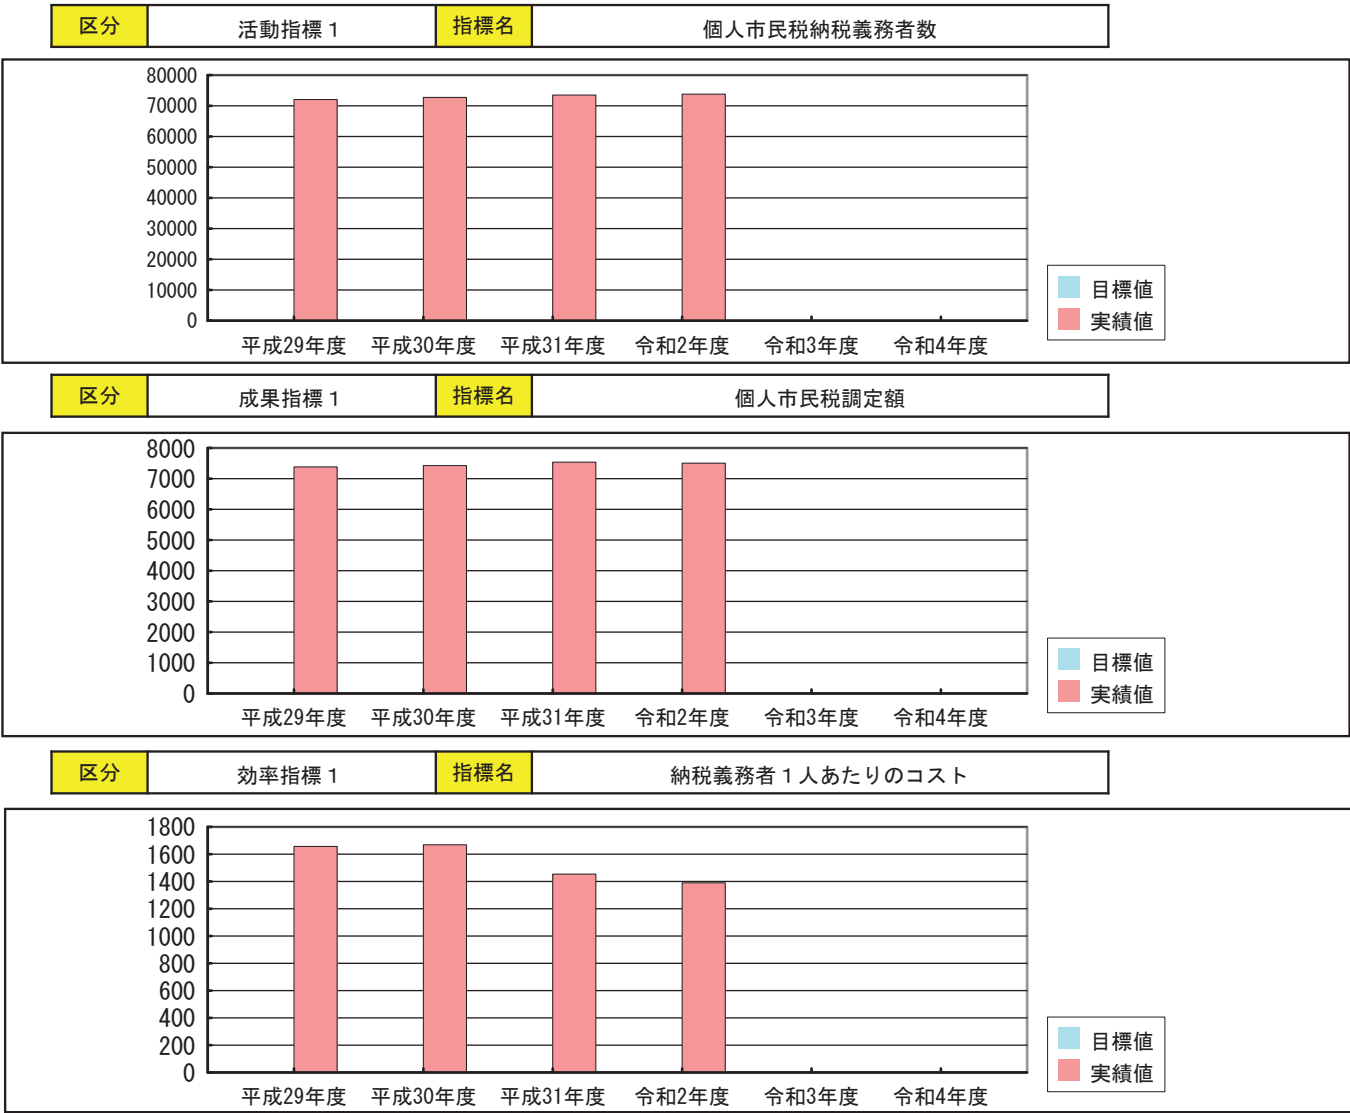 区分 活動指標１ 指標名 個人市民税納税義務者数
80000
70000
60000
50000
40000
30000
20000
10000
0
平成29年度 平成30年度 平成31年度 令和2年度 令和3年度 令和4年度
目標値
実績値
区分 成果指標１ 指標名 個人市民税調定額
8000
7000
6000
5000
4000
3000
2000
1000
0
平成29年度 平成30年度 平成31年度 令和2年度 令和3年度 令和4年度
目標値
実績値
区分 効率指標１ 指標名 納税義務者１人あたりのコスト
1800
1600
1400
1200
1000
800
600
400
200
0
平成29年度 平成30年度 平成31年度 令和2年度 令和3年度 令和4年度
目標値
実績値